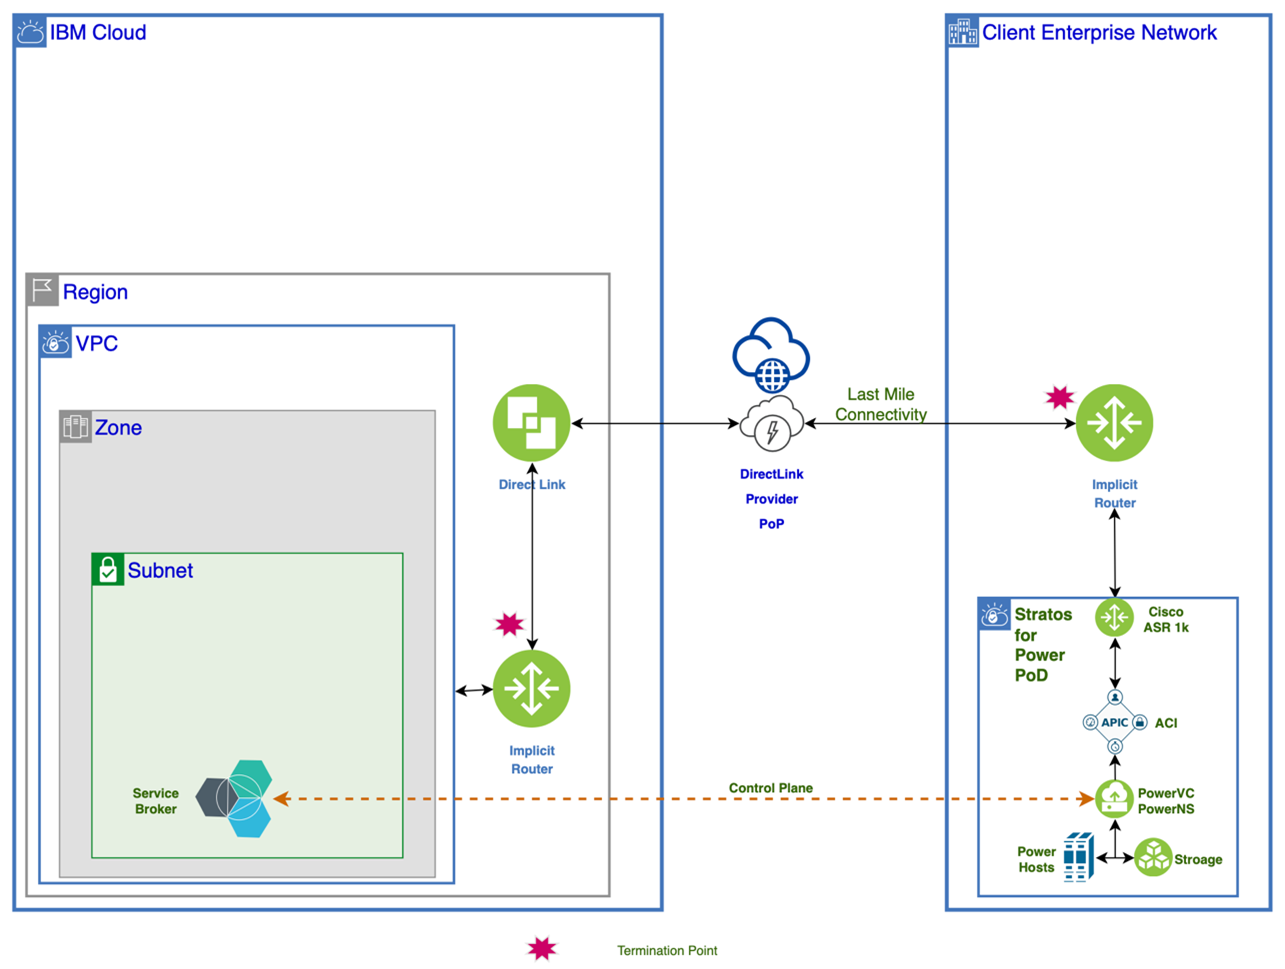 IBM Cloud
Client Enterprise Network
Region
VPC
Zone
Subnet
Service
Broker
Direct Link
Implicit
Router
DirectLink
Provider
PoP
Last Mile
Connectivity
Implicit
Router
Stratos
for
Power
PoD
Cisco
ASR 1k
APIC
ACI
Control Plane
PowerVC
PowerNS
Power
Hosts
Stroage
Termination Point